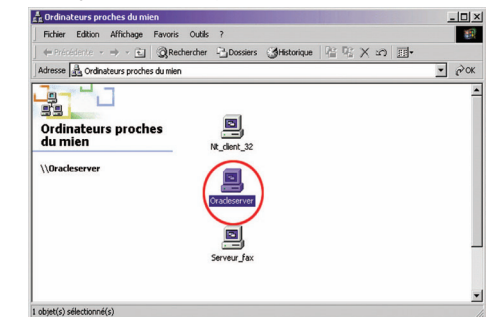 Ordinateurs proches du mien
Fichier Edition Affichage Favoris Outils ?
Précédente Rechercher Dossiers Historique
Adresse Ordinateurs proches du mien OK
Ordinateurs proches
du mien
\\Oracleserver
Nt_client_32
Oracleserver
Serveur_fax
1 objet(s) sélectionné(s)